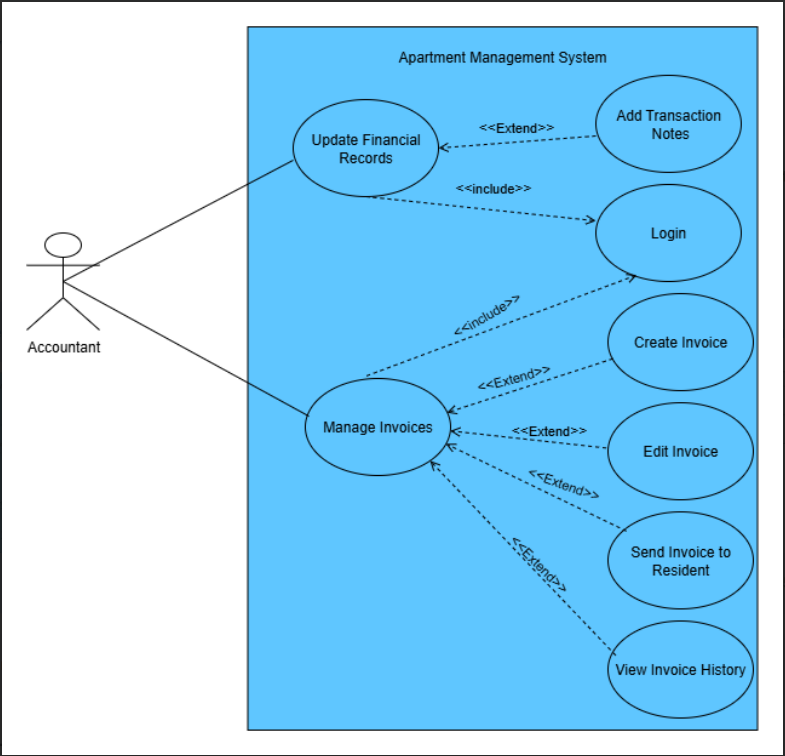 Apartment Management System
Add Transaction
Notes
<<Extend>>
Update Financial
Records
<<include>>
Login
<<include>>
Create Invoice
Accountant
<<Extend>>
Manage Invoices
<<Extend>>
Edit Invoice
<<Extend>>
Send Invoice to
Resident
<<Extend>>
View Invoice History